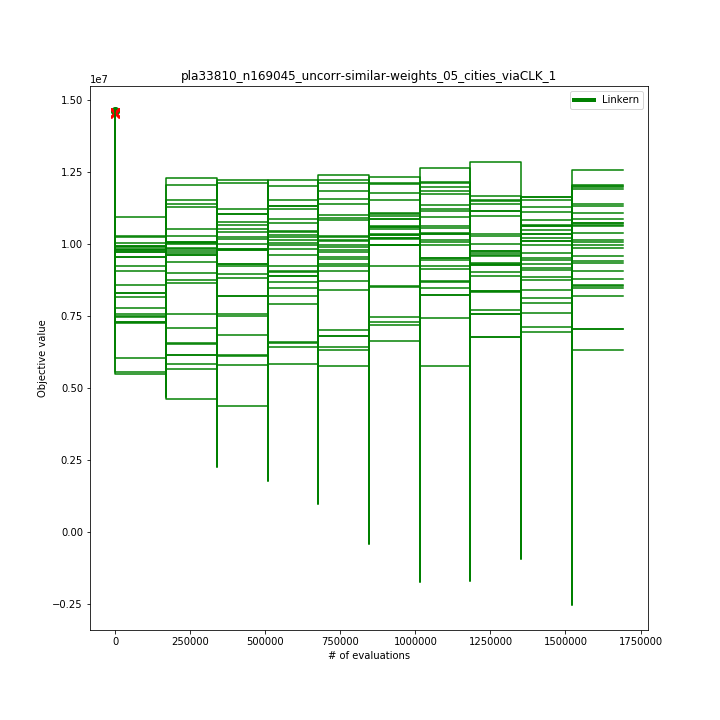 pla33810_n169045_uncorr-similar-weights_05_cities_viaCLK_1
1e7
Linkern
1.50
1.25
1.00
0.75
0.50
0.25
0.00
−0.25
Objective value
0 250000 500000 750000 1000000 1250000 1500000 1750000
# of evaluations